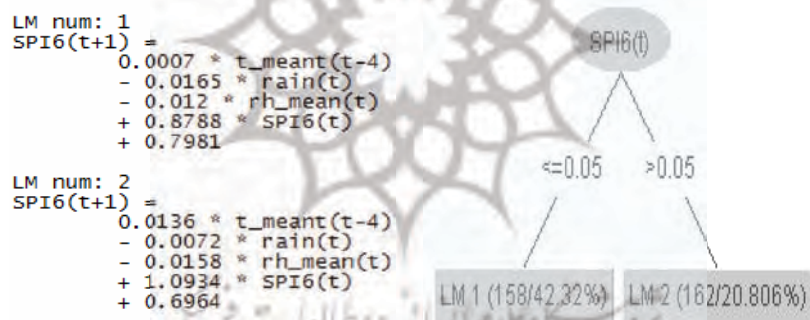 LM num: 1
SPI6(t+1) =
0.0007 * t_meant(t-4)
- 0.0165 * rain(t)
- 0.012 * rh_mean(t)
+ 0.8788 * SPI6(t)
+ 0.7981
LM num: 2
SPI6(t+1) =
0.0136 * t_meant(t-4)
- 0.0072 * rain(t)
- 0.0158 * rh_mean(t)
+ 1.0934 * SPI6(t)
+ 0.6964
SPI6(t)
<=0.05 >0.05
LM 1 (158/42.32%) LM 2 (162/20.806%)